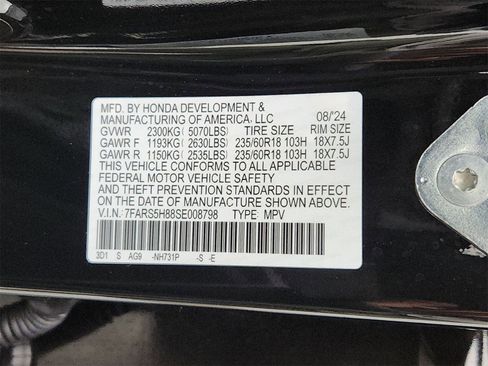 MFD. BY HONDA DEVELOPMENT &
MANUFACTURING OF AMERICA, LLC 08/'24
GVWR 2300KG ( 5070LBS) TIRE SIZE RIM SIZE
GAWR F 1193KG ( 2630LBS) 235/60R18 103H 18X7.5J
GAWR R 1150KG ( 2535LBS) 235/60R18 103H 18X7.5J
THIS VEHICLE CONFORMS TO ALL APPLICABLE
FEDERAL MOTOR VEHICLE SAFETY
AND THEFT PREVENTION STANDARDS IN EFFECT
ON THE DATE OF MANUFACTURE SHOWN ABOVE.
V.I.N.: 7FARS5H88SE008798 TYPE: MPV
3D1 S AG9 -NH731P -S -E